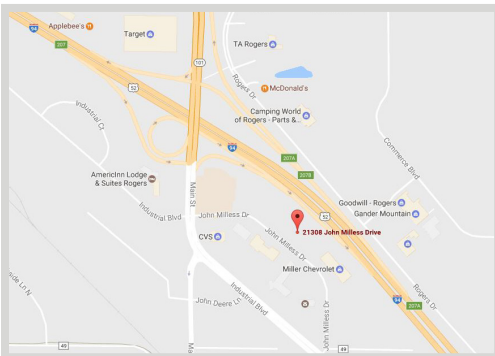 Applebee's
94
207
Target
TA Rogers
101
Rogers Dr
52
McDonald's
Industrial Ct
Camping World
of Rogers - Parts &..
94
207A
Commerce Blvd
AmericInn Lodge
& Suites Rogers
207B
Main St
Goodwill - Rogers
Gander Mountain
Industrial Blvd
John Milless Dr
52
21308 John Milless Drive
CVS
John Milless Dr
Miller Chevrolet
side Ln N
Industrial Blvd
Rogers Dr
John Deere Ln
94
207A
John Milless Dr
Ma
49
49